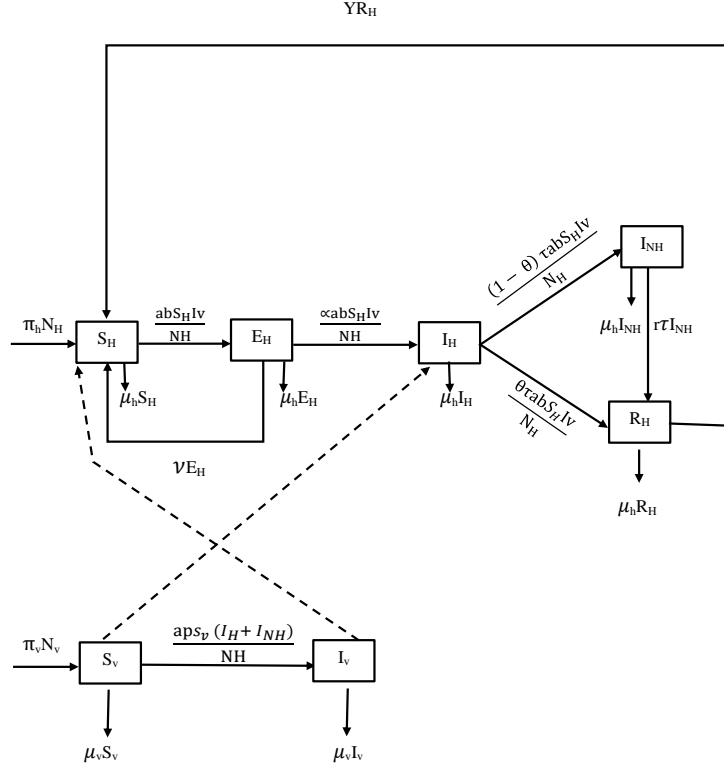 YR_H
(1 − θ) τabS_HIv
N_H
I_NH
π_hN_H
abS_HIv
NH
∝abS_HIv
NH
S_H
E_H
I_H
μ_hI_NH
rτI_NH
μ_hS_H
μ_hE_H
μ_hI_H
θτabS_HIv
N_H
R_H
νE_H
μ_hR_H
π_vN_v
aps_v (I_H + I_NH)
NH
S_v
I_v
μ_vS_v
μ_vI_v